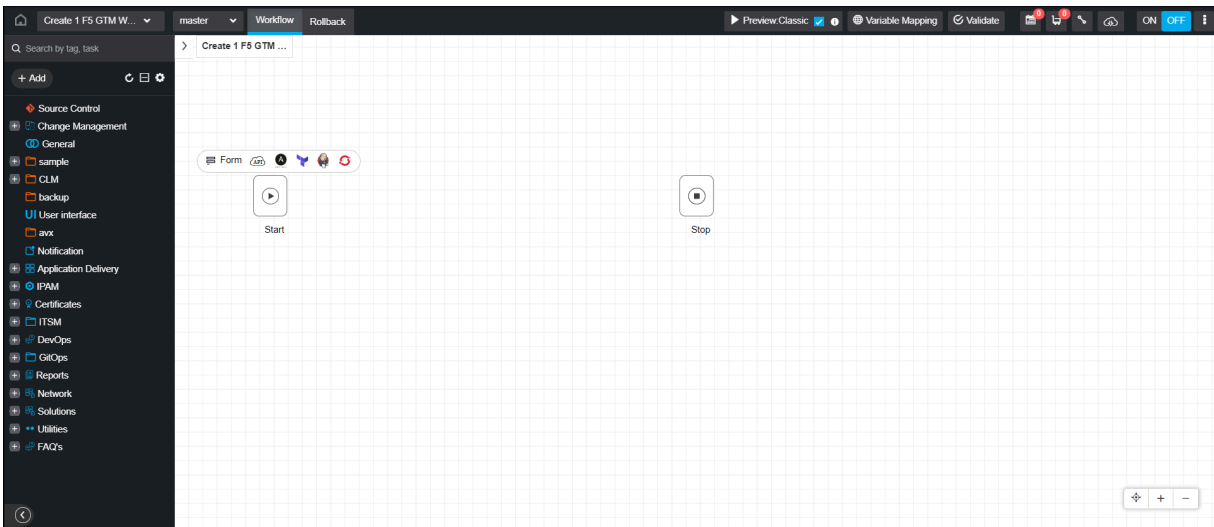 Create 1 F5 GTM W... master Workflow Rollback Preview:Classic Variable Mapping Validate 0 0 ON OFF
Search by tag, task
Create 1 F5 GTM ...
+ Add
Source Control
Change Management
General
sample
CLM
backup
UI User interface
avx
Notification
Application Delivery
IPAM
Certificates
ITSM
DevOps
GitOps
Reports
Network
Solutions
Utilities
FAQ's
Form API A
Start
Stop